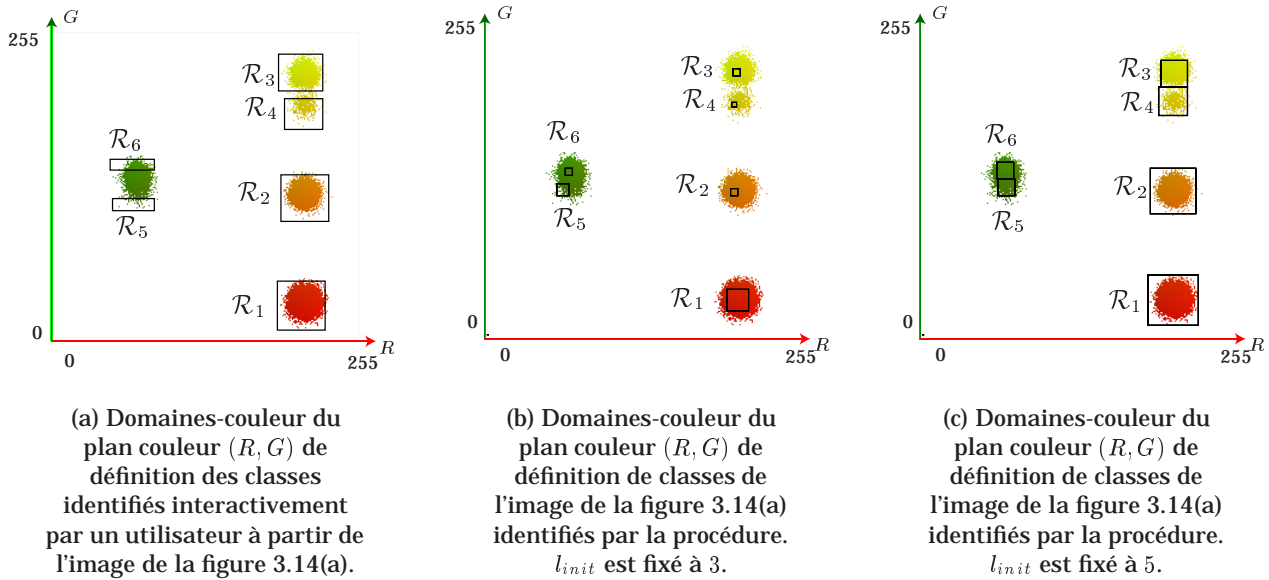 G
255
R₃
R₄
R₆
R₂
R₅
R₁
0
R
0
255
(a) Domaines-couleur du
plan couleur (R, G) de
définition des classes
identifiés interactivement
par un utilisateur à partir de
l'image de la figure 3.14(a).
G
255
R₃
R₄
R₆
R₂
R₅
R₁
0
R
0
255
(b) Domaines-couleur du
plan couleur (R, G) de
définition de classes de
l'image de la figure 3.14(a)
identifiés par la procédure.
l_init est fixé à 3.
G
255
R₃
R₄
R₆
R₂
R₅
R₁
0
R
0
255
(c) Domaines-couleur du
plan couleur (R, G) de
définition de classes de
l'image de la figure 3.14(a)
identifiés par la procédure.
l_init est fixé à 5.